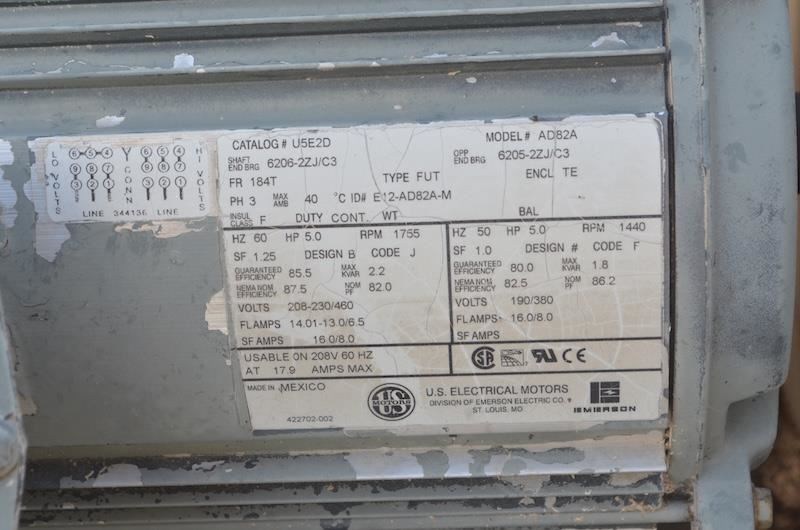 LO VOLTS
6 5 4
9 8 7
3 2 1
Y CONN
6 5 4
9 8 7
3 2 1
HI VOLTS
LINE 344136 LINE
CATALOG # U5E2D MODEL# AD82A
SHAFT END BRG 6206-2ZJ/C3 OPP END BRG 6205-2ZJ/C3
FR 184T TYPE FUT ENCL TE
PH 3 MAX AMB 40 °C ID# E12-AD82A-M
INSUL CLASS F DUTY CONT. WT BAL
HZ 60 HP 5.0 RPM 1755
SF 1.25 DESIGN B CODE J
GUARANTEED EFFICIENCY 85.5 MAX KVAR 2.2
NEMA NOM EFFICIENCY 87.5 NOM PF 82.0
VOLTS 208-230/460
FL AMPS 14.01-13.0/6.5
SF AMPS 16.0/8.0
HZ 50 HP 5.0 RPM 1440
SF 1.0 DESIGN # CODE F
GUARANTEED EFFICIENCY 80.0 MAX KVAR 1.8
NEMA NOM EFFICIENCY 82.5 NOM PF 86.2
VOLTS 190/380
FL AMPS 16.0/8.0
SF AMPS
USABLE ON 208V 60 HZ
AT 17.9 AMPS MAX
MADE IN MEXICO
422702-002
US MOTORS
U.S. ELECTRICAL MOTORS
DIVISION OF EMERSON ELECTRIC CO.
ST. LOUIS, MO
EMERSON